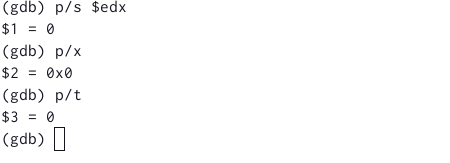 (gdb) p/s $edx
$1 = 0
(gdb) p/x
$2 = 0x0
(gdb) p/t
$3 = 0
(gdb)